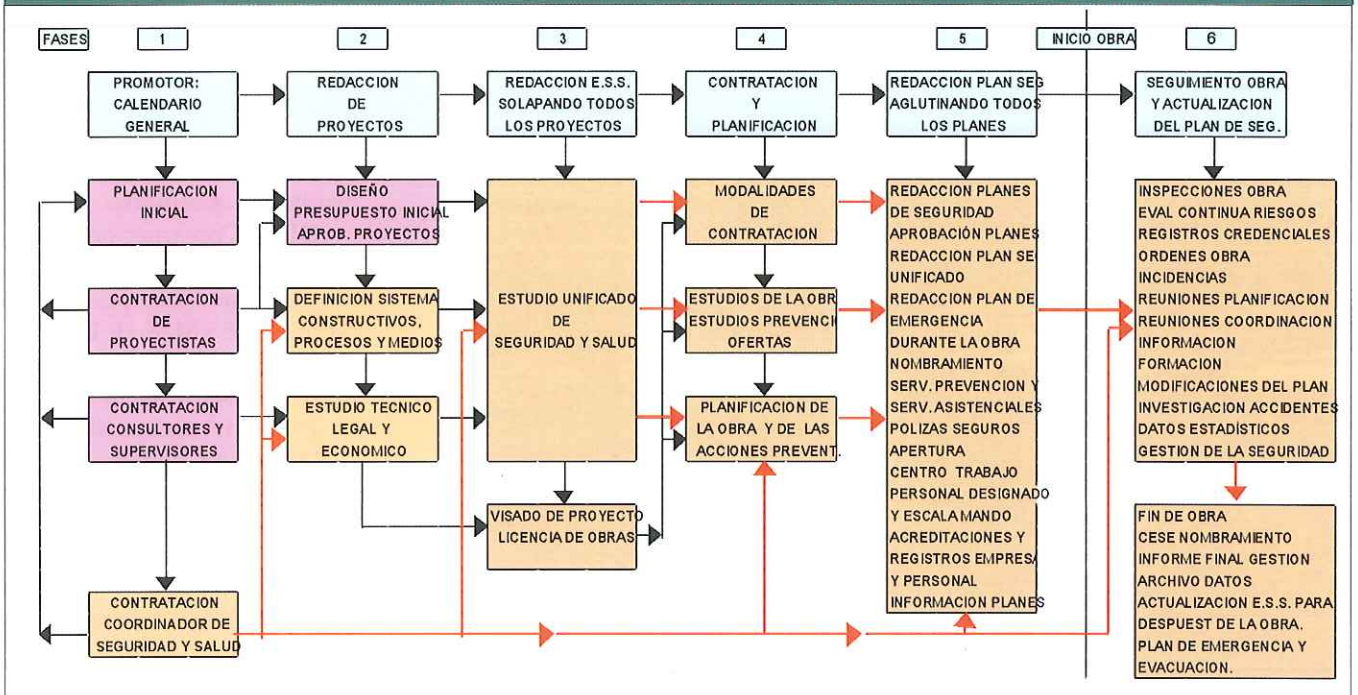 FASES
1
2
3
4
5
INICIO OBRA
6
PROMOTOR:
CALENDARIO
GENERAL
REDACCION
DE
PROYECTOS
REDACCION E.S.S.
SOLAPANDO TODOS
LOS PROYECTOS
CONTRATACION
Y
PLANIFICACION
REDACCION PLAN SEG
AGLUTINANDO TODOS
LOS PLANES
SEGUIMIENTO OBRA
Y ACTUALIZACION
DEL PLAN DE SEG.
PLANIFICACION
INICIAL
CONTRATACION
DE
PROYECTISTAS
CONTRATACION
CONSULTORES Y
SUPERVISORES
CONTRATACION
COORDINADOR DE
SEGURIDAD Y SALUD
DISEÑO
PRESUPUESTO INICIAL
APROB. PROYECTOS
DEFINICION SISTEMA
CONSTRUCTIVOS,
PROCESOS Y MEDIOS
ESTUDIO TECNICO
LEGAL Y
ECONOMICO
ESTUDIO UNIFICADO
DE
SEGURIDAD Y SALUD
VISADO DE PROYECTO
LICENCIA DE OBRAS
MODALIDADES
DE
CONTRATACION
ESTUDIOS DE LA OBR
ESTUDIOS PREVENCI
OFERTAS
PLANIFICACION DE
LA OBRA Y DE LAS
ACCIONES PREVENT.
REDACCION PLANES
DE SEGURIDAD
APROBACIÓN PLANES
REDACCION PLAN SE
UNIFICADO
REDACCION PLAN DE
EMERGENCIA
DURANTE LA OBRA
NOMBRAMIENTO
SERV. PREVENCION Y
SERV. ASISTENCIALES
POLIZAS SEGUROS
APERTURA
CENTRO TRABAJO
PERSONAL DESIGNADO
Y ESCALA MANDO
ACREDITACIONES Y
REGISTROS EMPRESA
Y PERSONAL
INFORMACION PLANES
INSPECCIONES OBRA
EVAL CONTINUA RIESGOS
REGISTROS CREDENCIALES
ORDENES OBRA
INCIDENCIAS
REUNIONES PLANIFICACION
REUNIONES COORDINACION
INFORMACION
FORMACION
MODIFICACIONES DEL PLAN
INVESTIGACION ACCIDENTES
DATOS ESTADÍSTICOS
GESTION DE LA SEGURIDAD
FIN DE OBRA
CESE NOMBRAMIENTO
INFORME FINAL GESTION
ARCHIVO DATOS
ACTUALIZACION E.S.S. PARA
DESPUEST DE LA OBRA.
PLAN DE EMERGENCIA Y
EVACUACION.